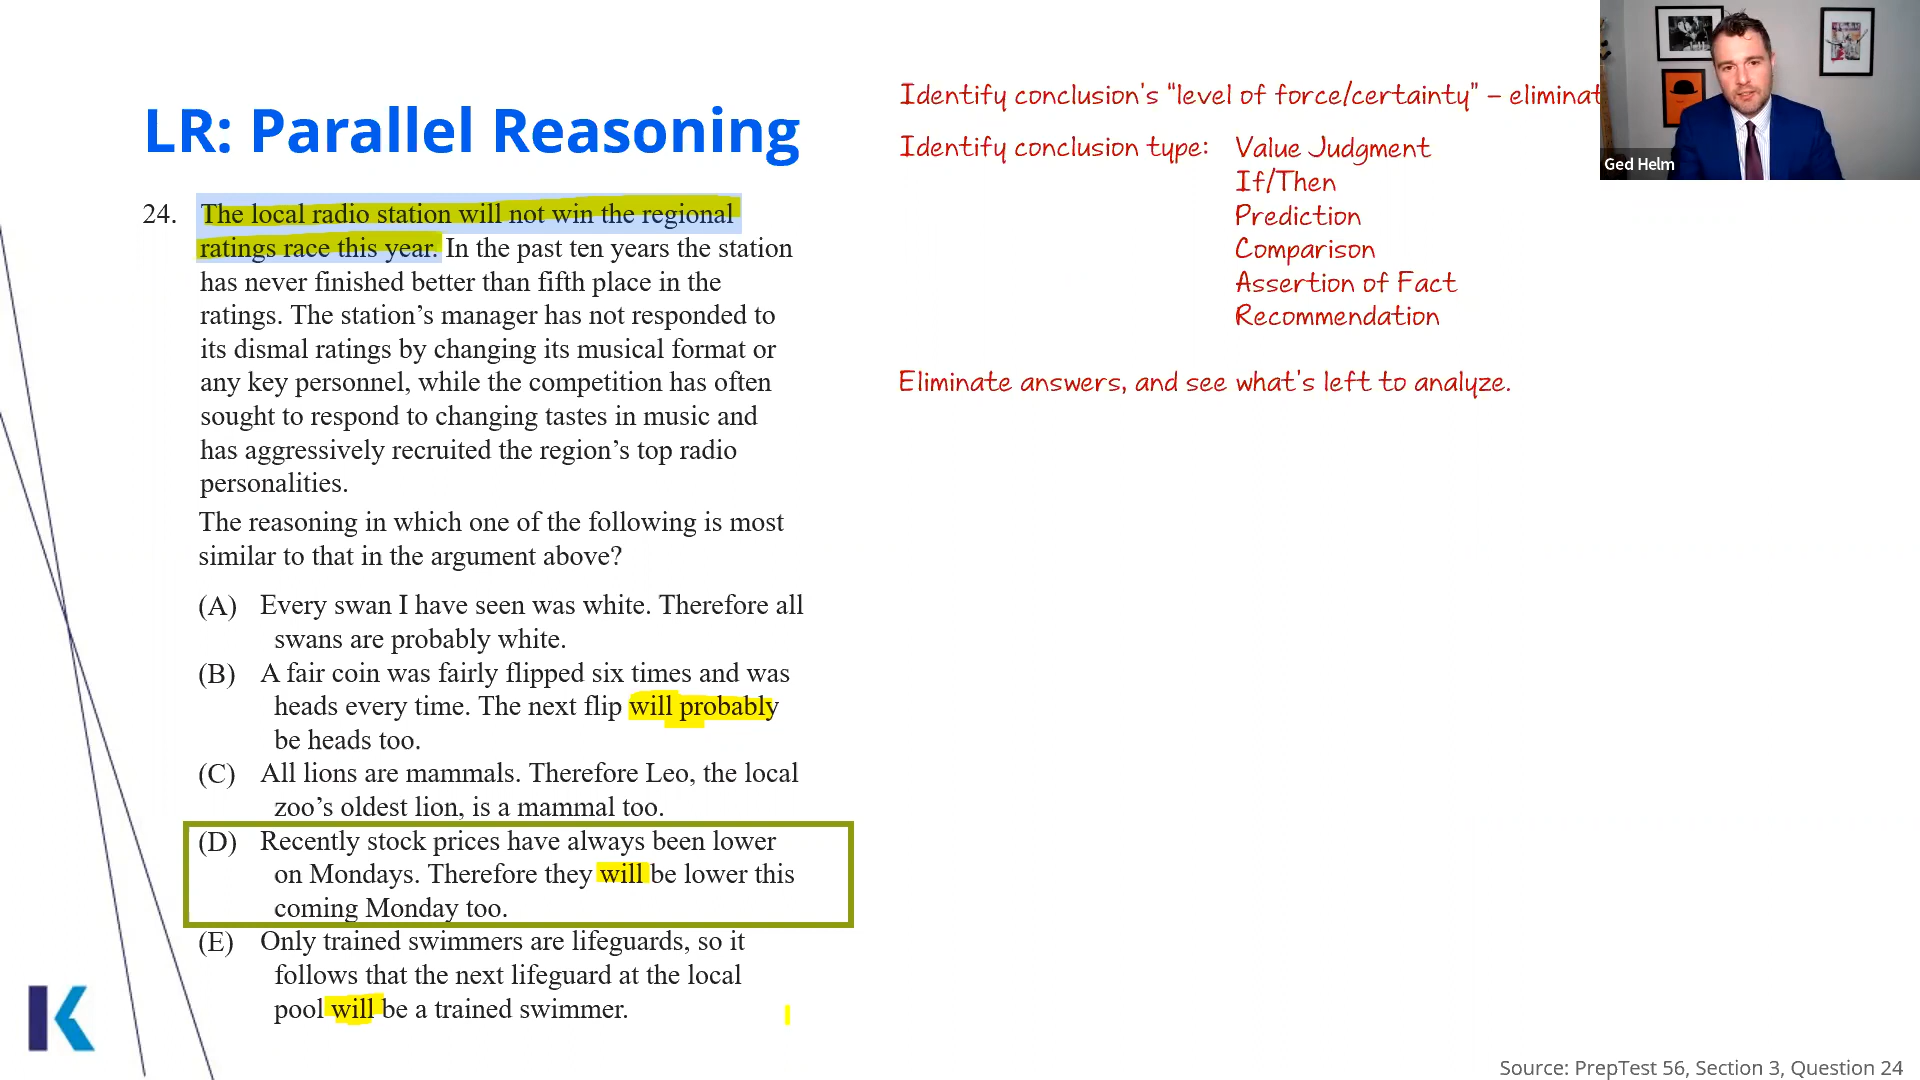 LR: Parallel Reasoning
24. The local radio station will not win the regional
ratings race this year. In the past ten years the station
has never finished better than fifth place in the
ratings. The station's manager has not responded to
its dismal ratings by changing its musical format or
any key personnel, while the competition has often
sought to respond to changing tastes in music and
has aggressively recruited the region's top radio
personalities.
The reasoning in which one of the following is most
similar to that in the argument above?
(A) Every swan I have seen was white. Therefore all
swans are probably white.
(B) A fair coin was fairly flipped six times and was
heads every time. The next flip will probably
be heads too.
(C) All lions are mammals. Therefore Leo, the local
zoo's oldest lion, is a mammal too.
(D) Recently stock prices have always been lower
on Mondays. Therefore they will be lower this
coming Monday too.
(E) Only trained swimmers are lifeguards, so it
follows that the next lifeguard at the local
pool will be a trained swimmer.
Identify conclusion's "level of force/certainty" – eliminat
Identify conclusion type: Value Judgment
If/Then
Prediction
Comparison
Assertion of Fact
Recommendation
Eliminate answers, and see what's left to analyze.
Ged Helm
K
Source: PrepTest 56, Section 3, Question 24